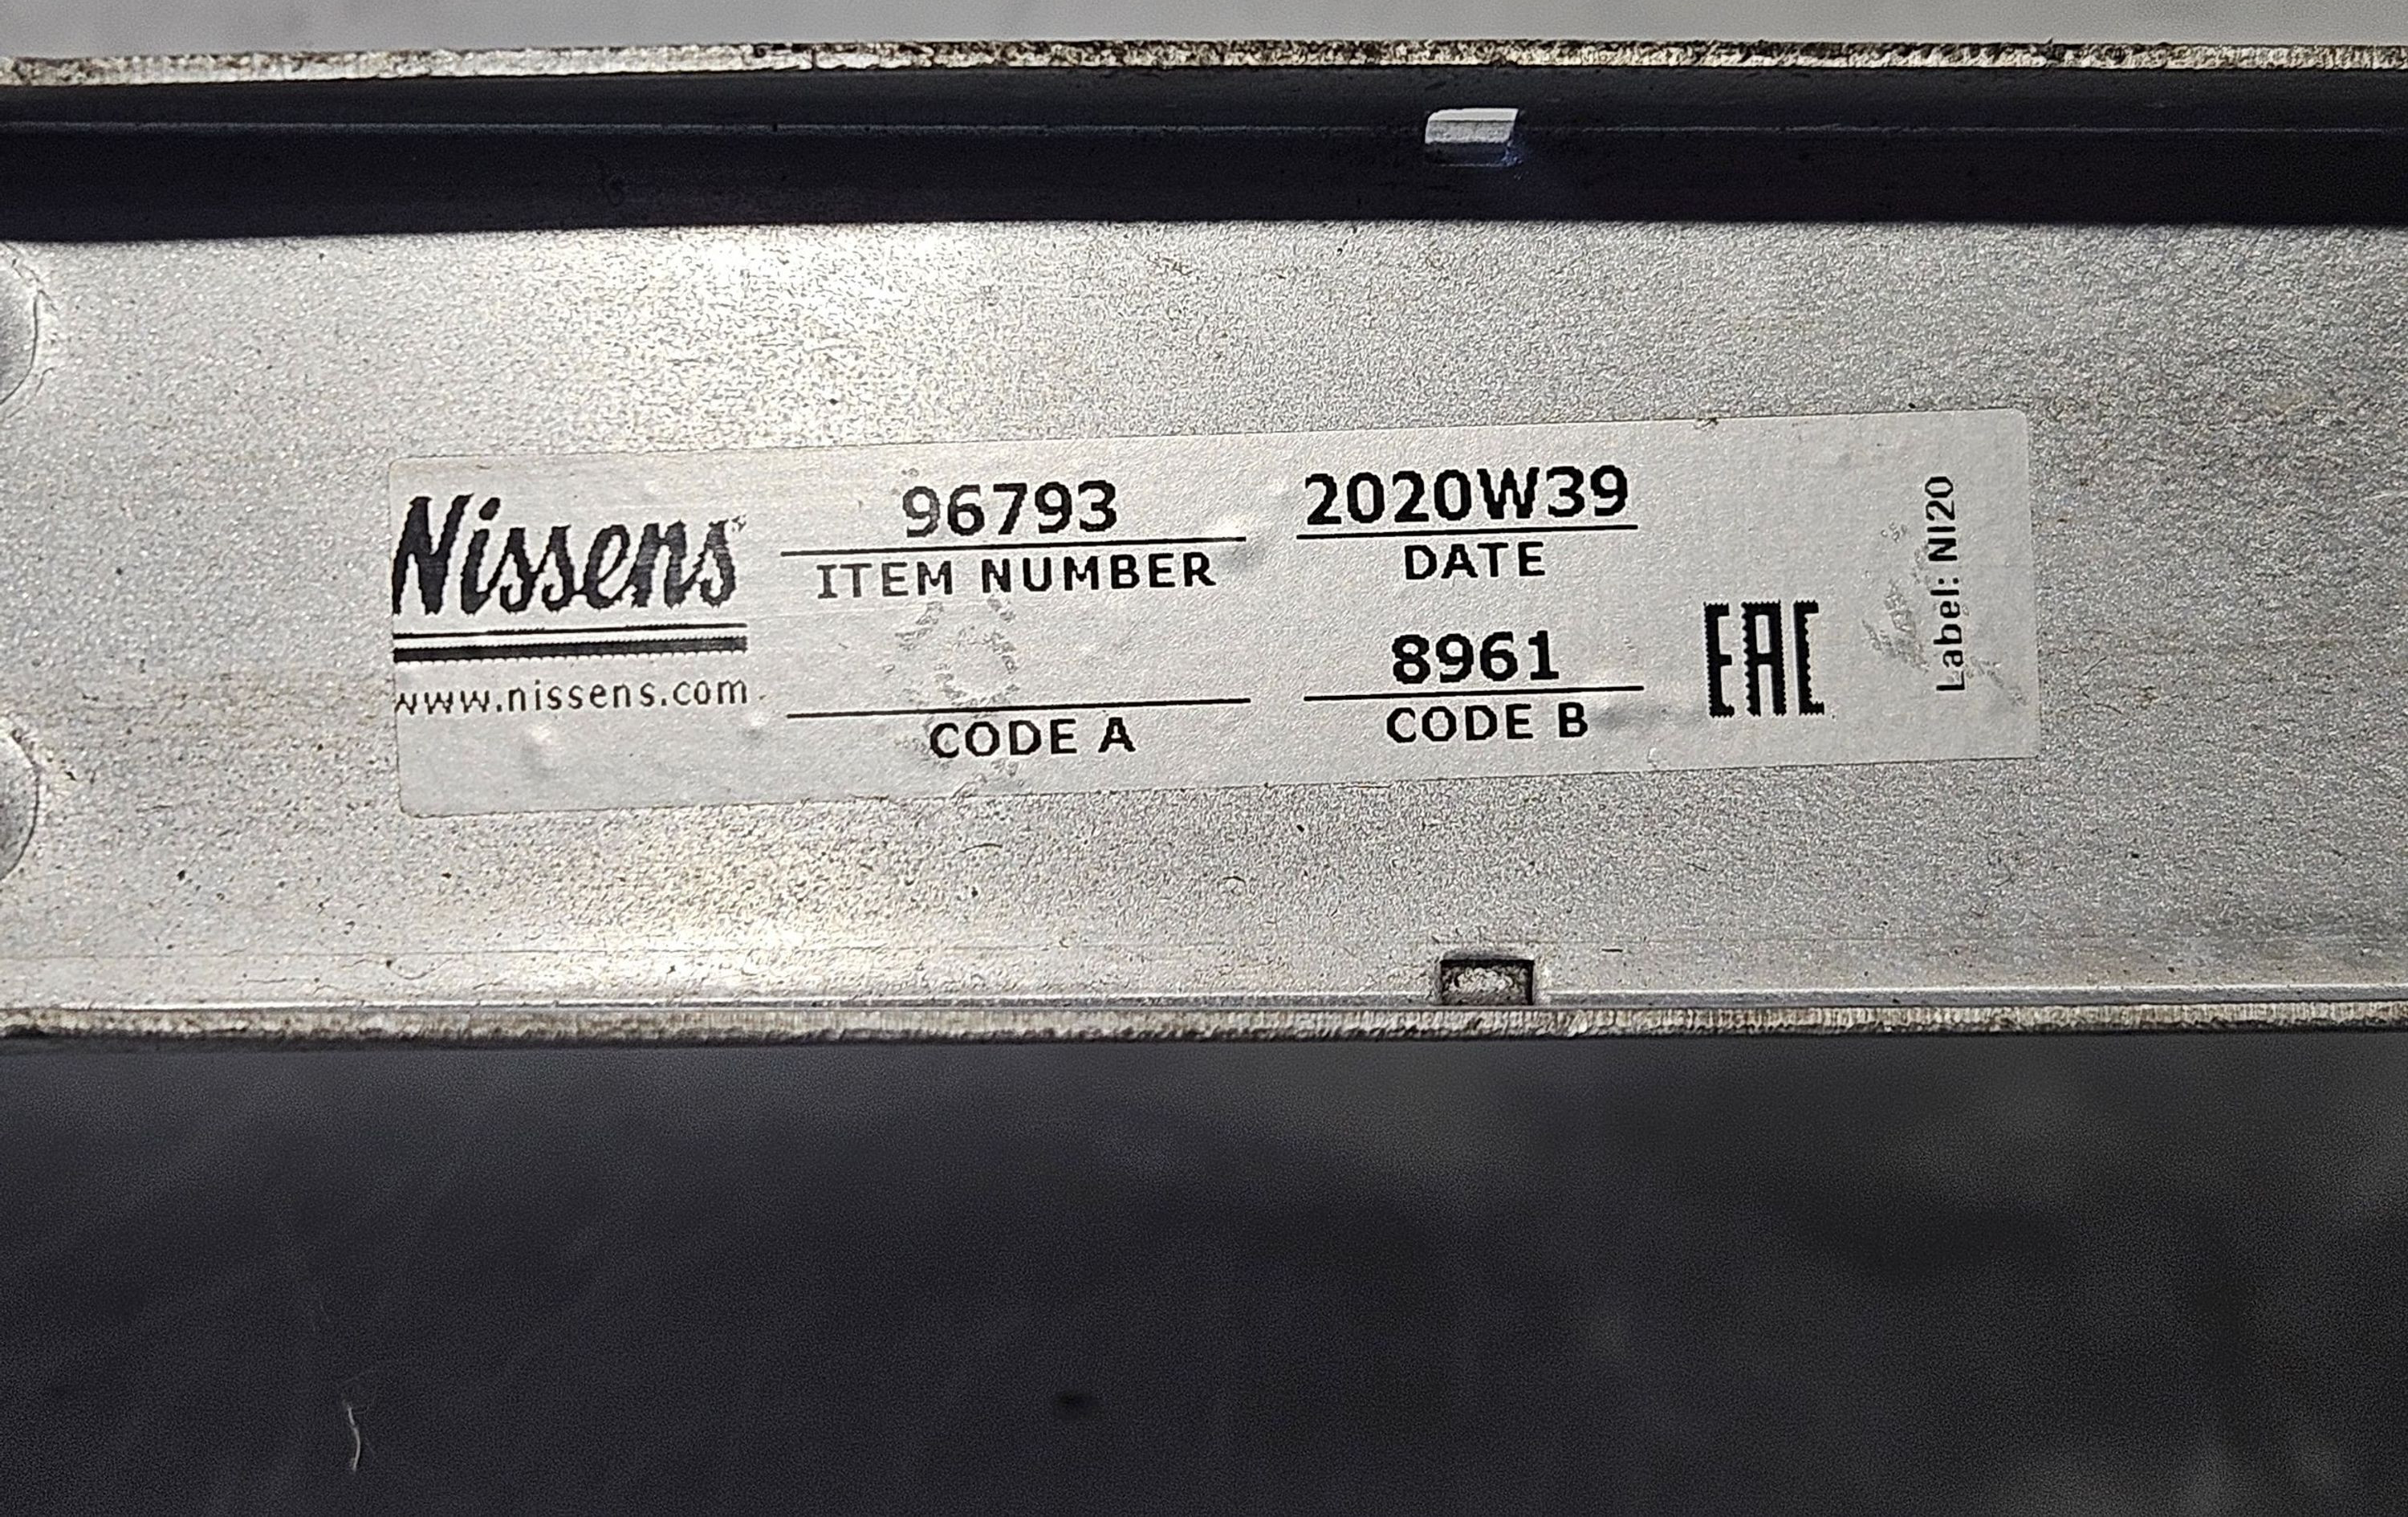 Nissens
www.nissens.com
96793
ITEM NUMBER
CODE A
2020W39
DATE
8961
CODE B
EAC
Label: NI20